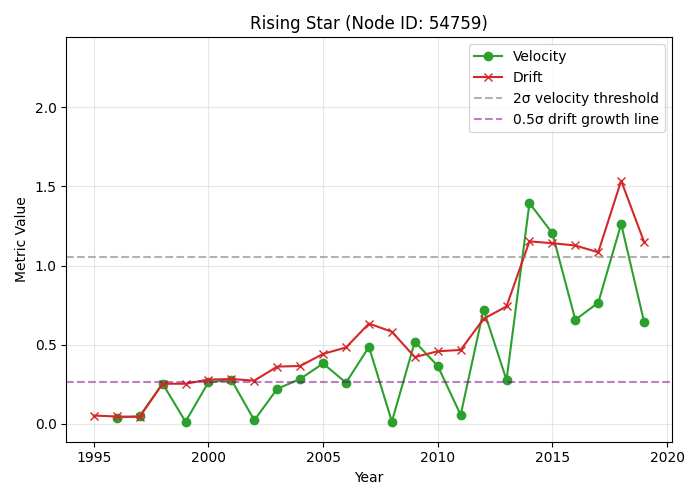 Rising Star (Node ID: 54759)
Velocity
Drift
2σ velocity threshold
0.5σ drift growth line
Metric Value
2.0
1.5
1.0
0.5
0.0
1995 2000 2005 2010 2015 2020
Year